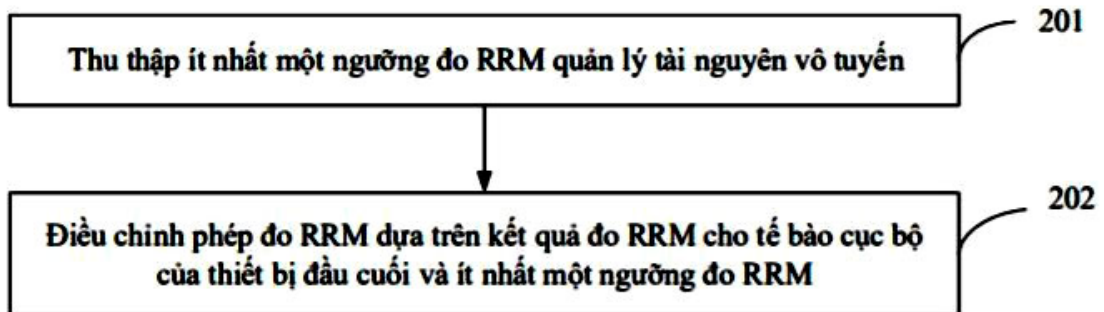 201
Thu thập ít nhất một ngưỡng đo RRM quản lý tài nguyên vô tuyến
202
Điều chỉnh phép đo RRM dựa trên kết quả đo RRM cho tế bào cục bộ
của thiết bị đầu cuối và ít nhất một ngưỡng đo RRM